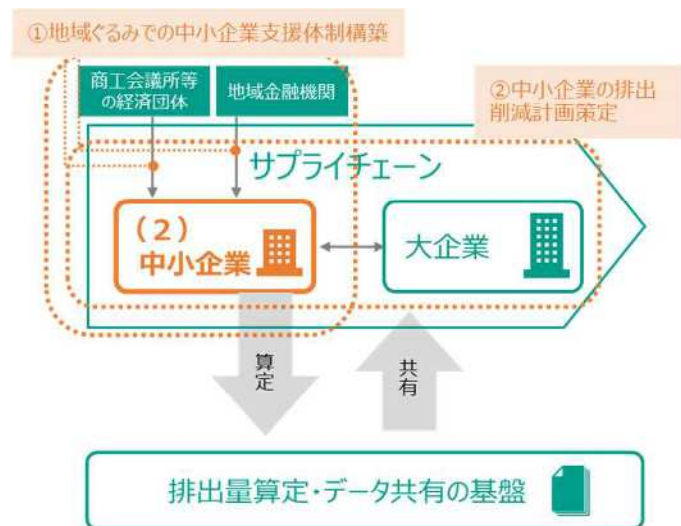 ①地域ぐるみでの中小企業支援体制構築
商工会議所等
の経済団体
地域金融機関
②中小企業の排出
削減計画策定
サプライチェーン
(2)
中小企業
大企業
算定
共有
排出量算定・データ共有の基盤